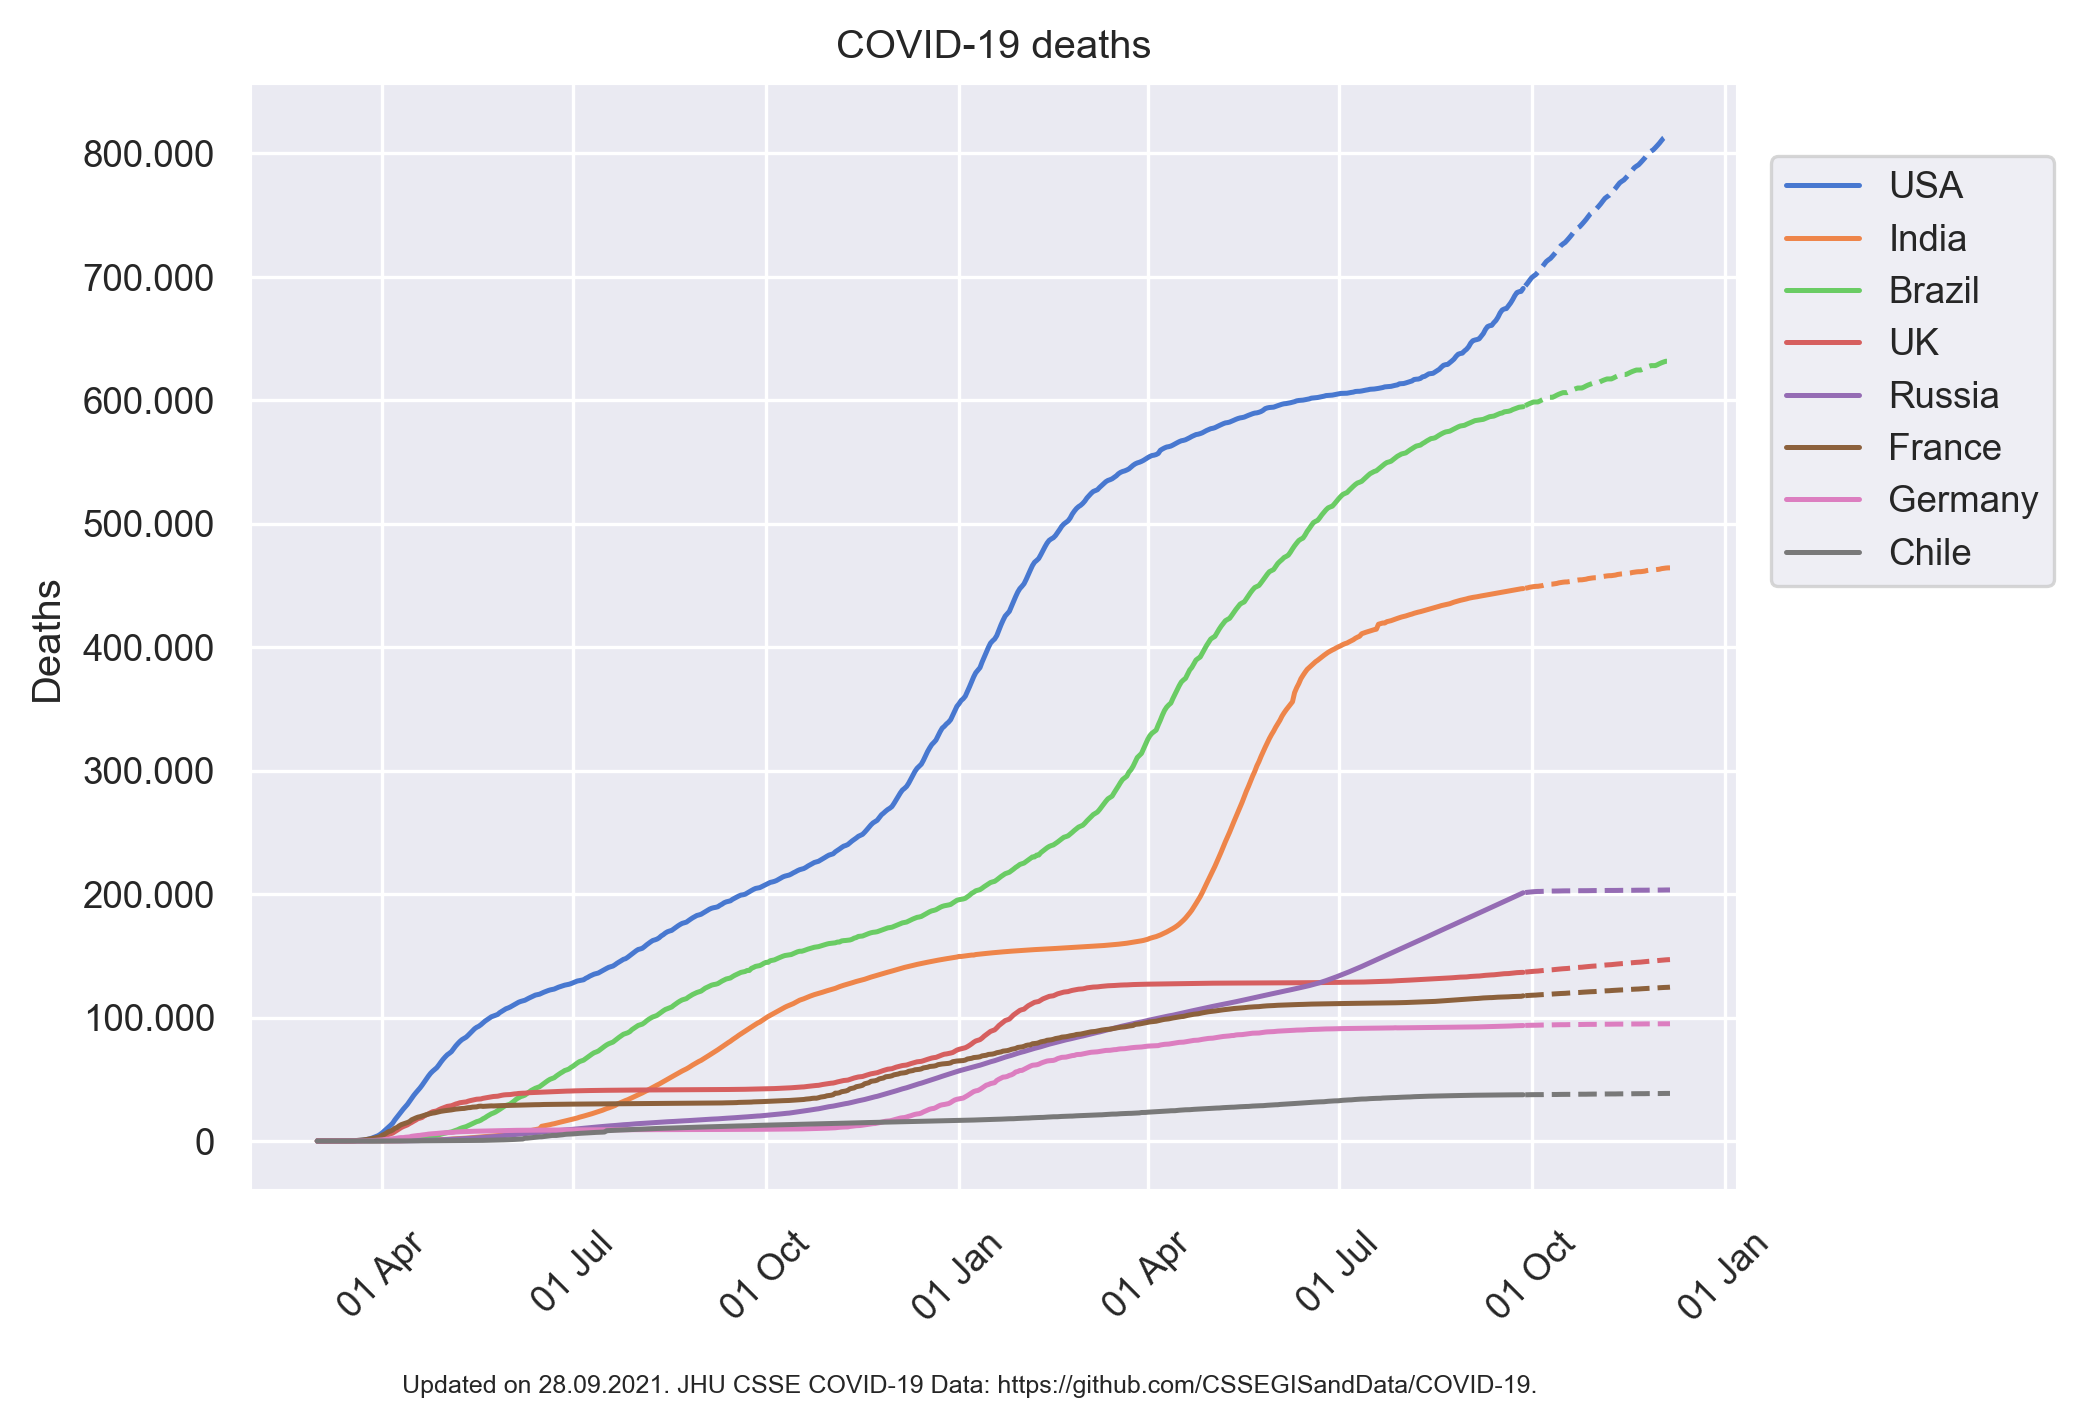 COVID-19 deaths
Deaths
800.000
700.000
600.000
500.000
400.000
300.000
200.000
100.000
0
01 Apr
01 Jul
01 Oct
01 Jan
01 Apr
01 Jul
01 Oct
01 Jan
USA
India
Brazil
UK
Russia
France
Germany
Chile
Updated on 28.09.2021. JHU CSSE COVID-19 Data: https://github.com/CSSEGISandData/COVID-19.